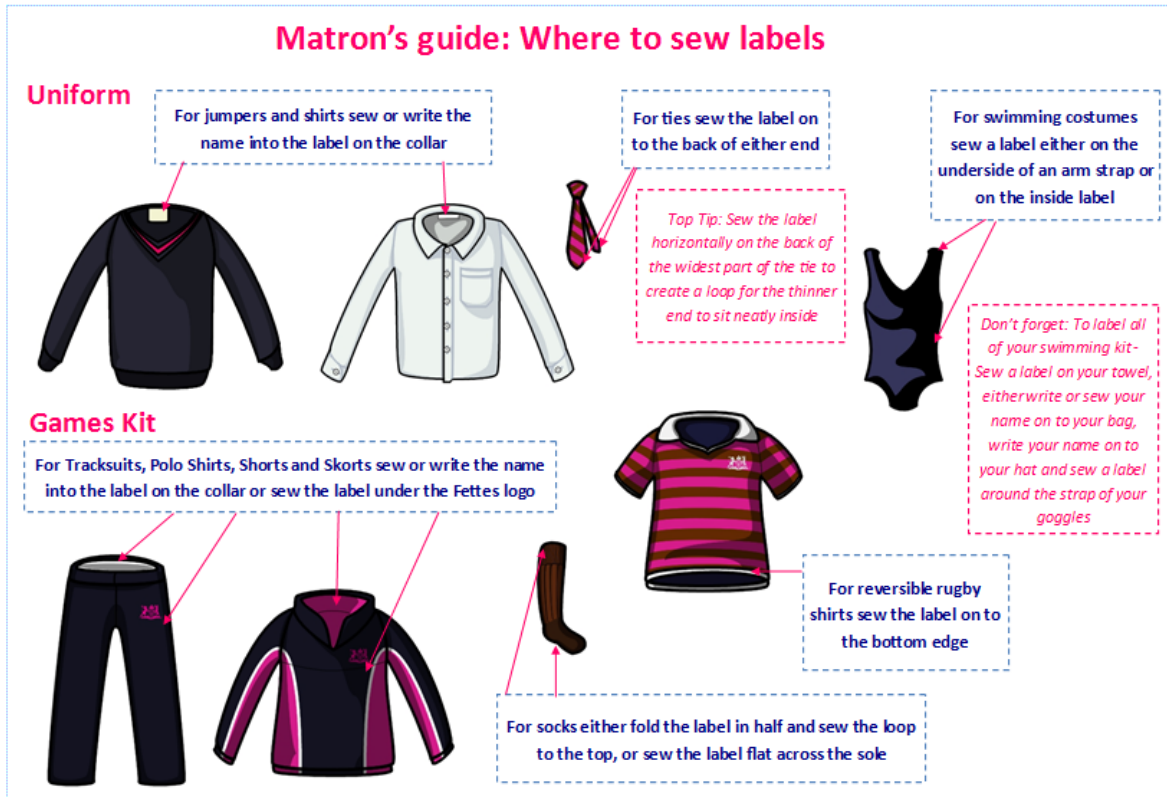 Matron's guide: Where to sew labels
Uniform
For jumpers and shirts sew or write the
name into the label on the collar
For ties sew the label on
to the back of either end
Top Tip: Sew the label
horizontally on the back of
the widest part of the tie to
create a loop for the thinner
end to sit neatly inside
For swimming costumes
sew a label either on the
underside of an arm strap or
on the inside label
Don't forget: To label all
of your swimming kit-
Sew a label on your towel,
either write or sew your
name on to your bag,
write your name on to
your hat and sew a label
around the strap of your
goggles
Games Kit
For Tracksuits, Polo Shirts, Shorts and Skorts sew or write the name
into the label on the collar or sew the label under the Fettes logo
For reversible rugby
shirts sew the label on to
the bottom edge
For socks either fold the label in half and sew the loop
to the top, or sew the label flat across the sole